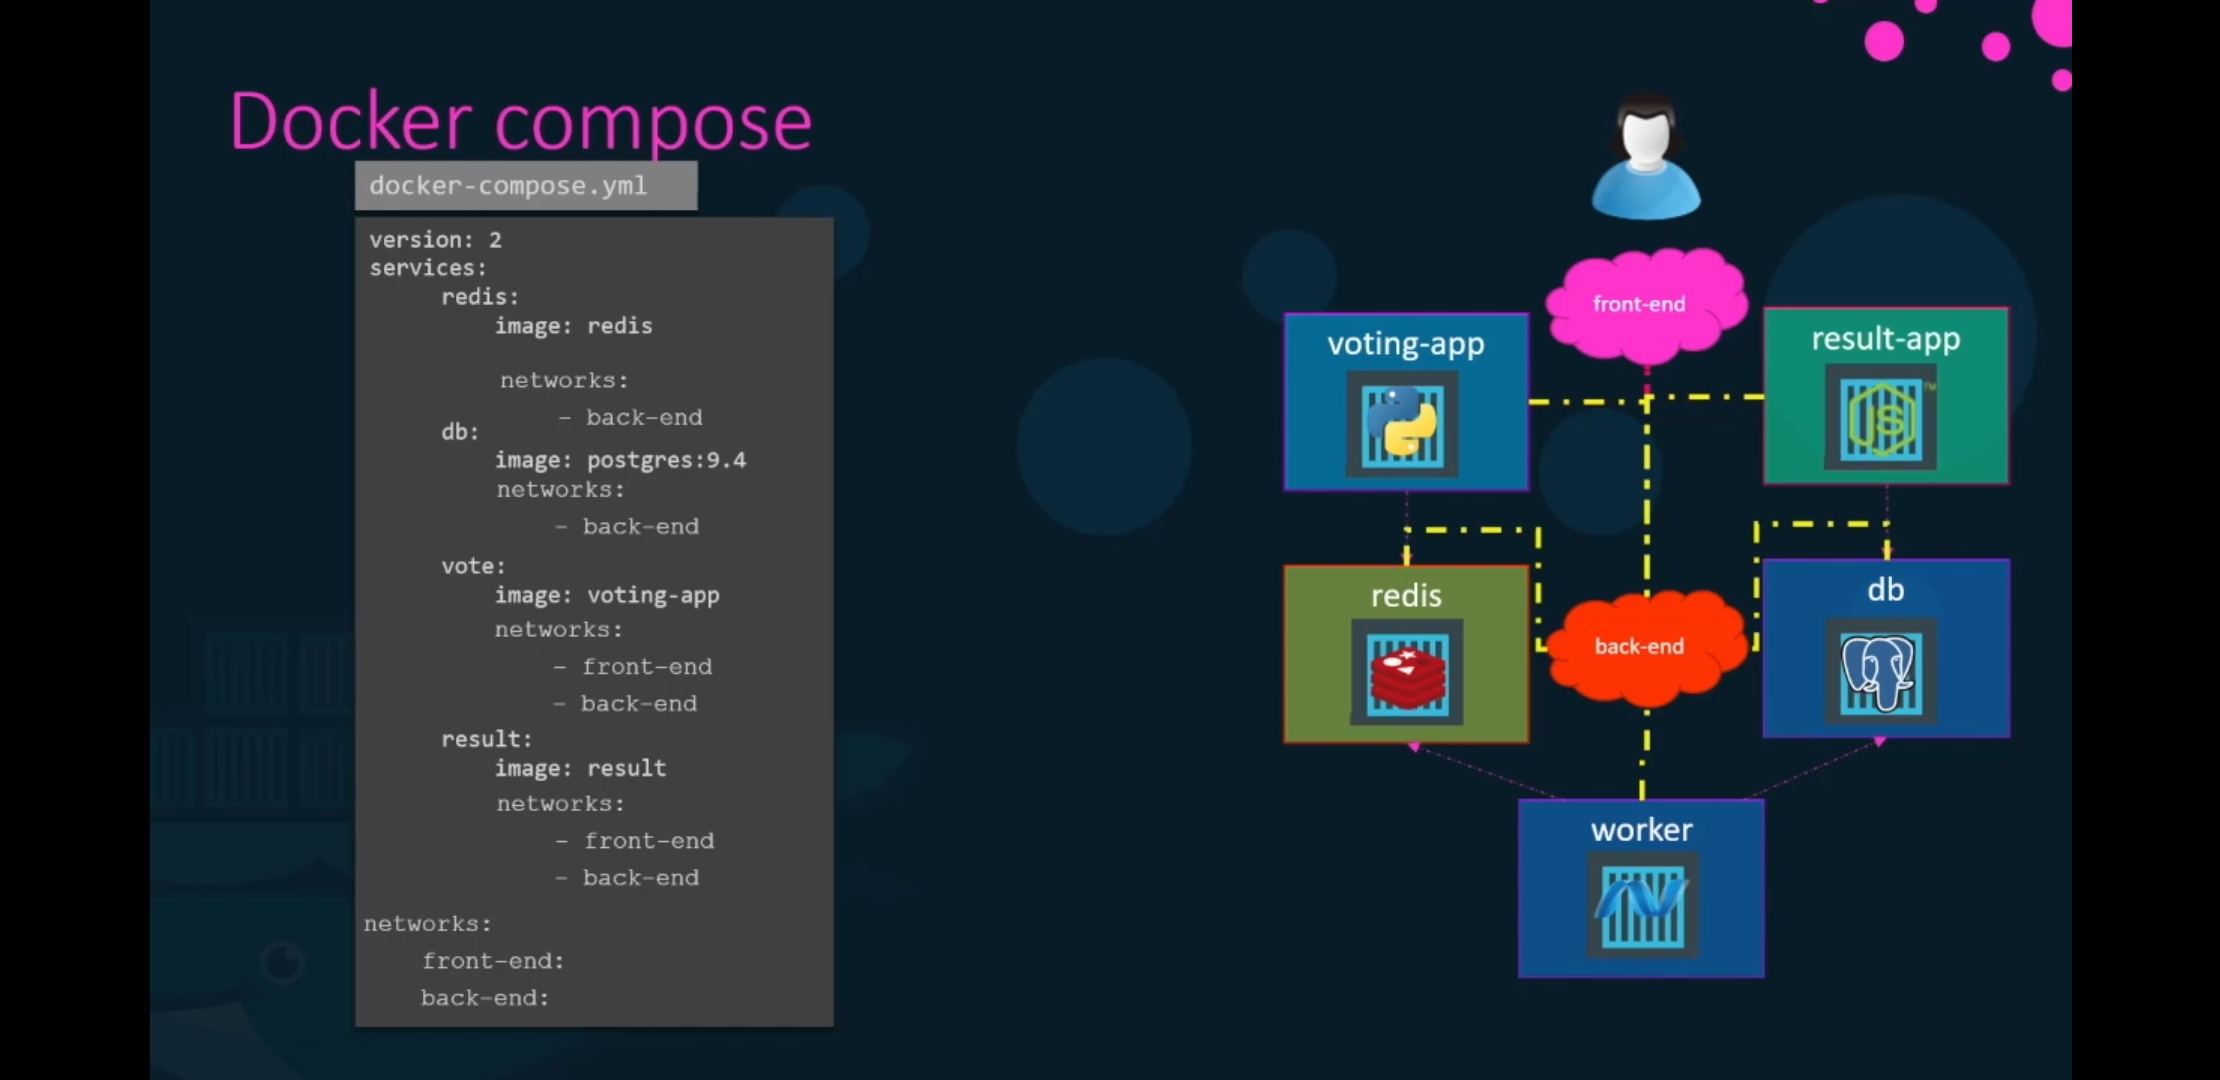 Docker compose
docker-compose.yml
version: 2
services:
redis:
image: redis
networks:
- back-end
db:
image: postgres:9.4
networks:
- back-end
vote:
image: voting-app
networks:
- front-end
- back-end
result:
image: result
networks:
- front-end
- back-end
networks:
front-end:
back-end:
front-end
voting-app
result-app
JS
TM
redis
back-end
db
worker